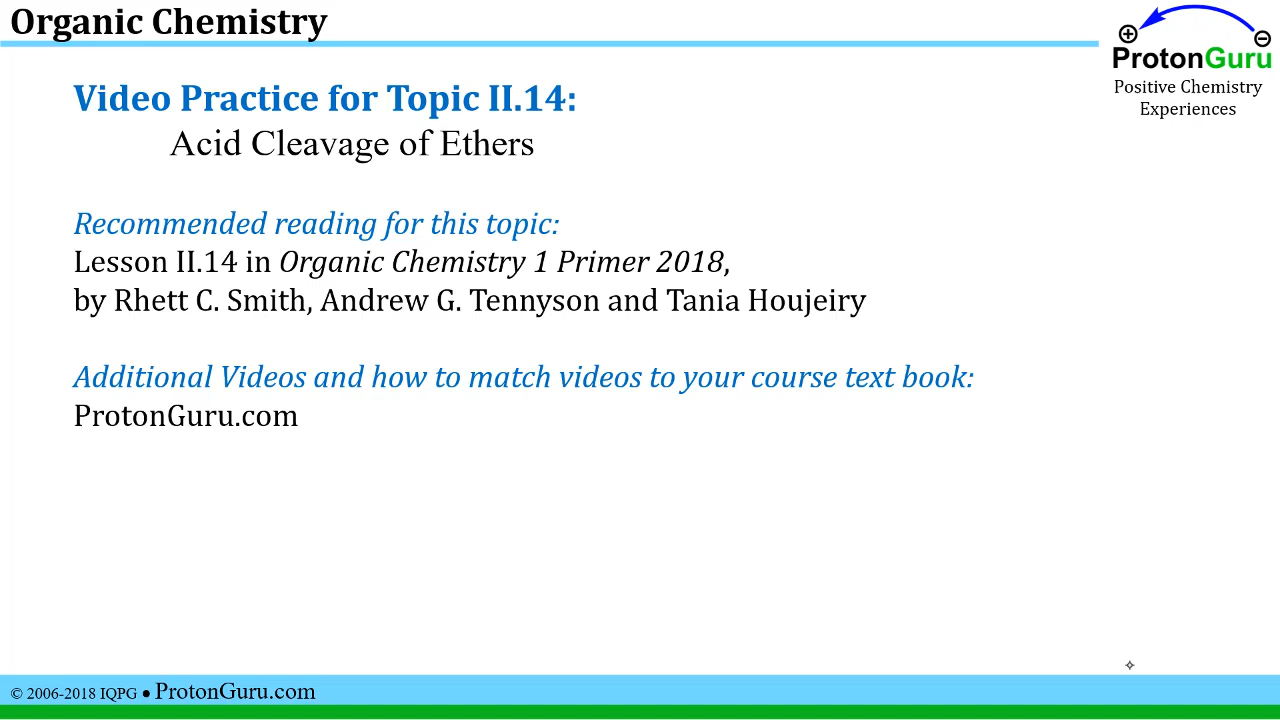 Organic Chemistry
⊕ ⊖
ProtonGuru
Positive Chemistry
Experiences
Video Practice for Topic II.14:
Acid Cleavage of Ethers
Recommended reading for this topic:
Lesson II.14 in Organic Chemistry 1 Primer 2018,
by Rhett C. Smith, Andrew G. Tennyson and Tania Houjeiry
Additional Videos and how to match videos to your course text book:
ProtonGuru.com
© 2006-2018 IQPG ● ProtonGuru.com